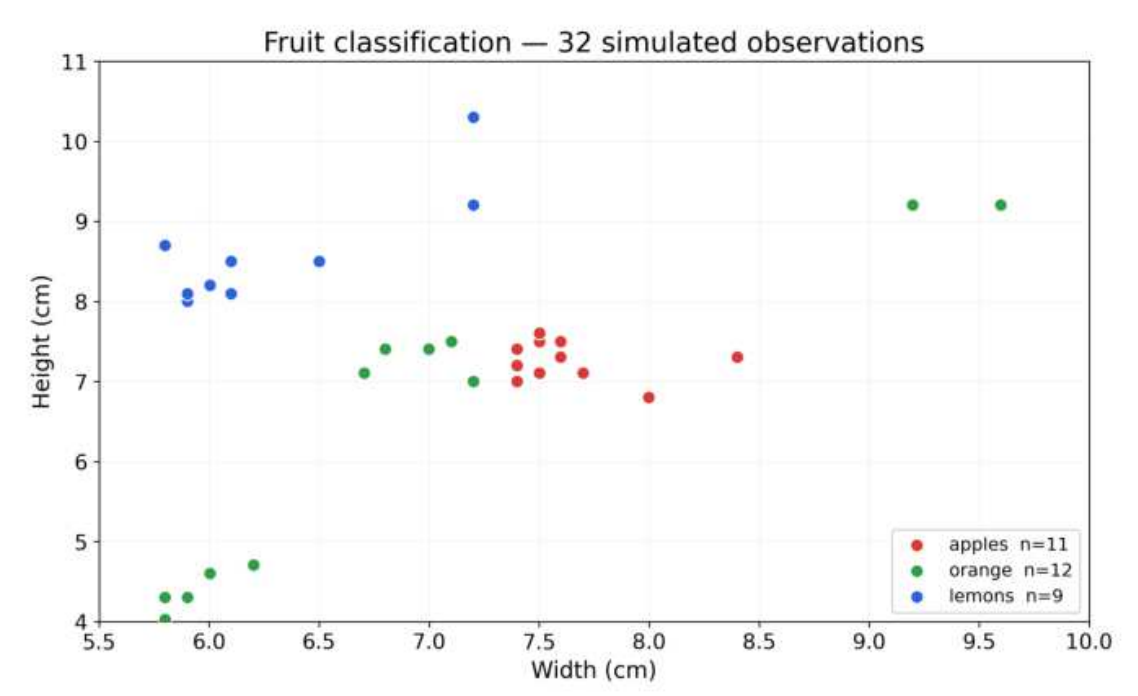 Fruit classification — 32 simulated observations
11
10
9
8
7
6
5
4
Height (cm)
apples n=11
orange n=12
lemons n=9
5.5 6.0 6.5 7.0 7.5 8.0 8.5 9.0 9.5 10.0
Width (cm)